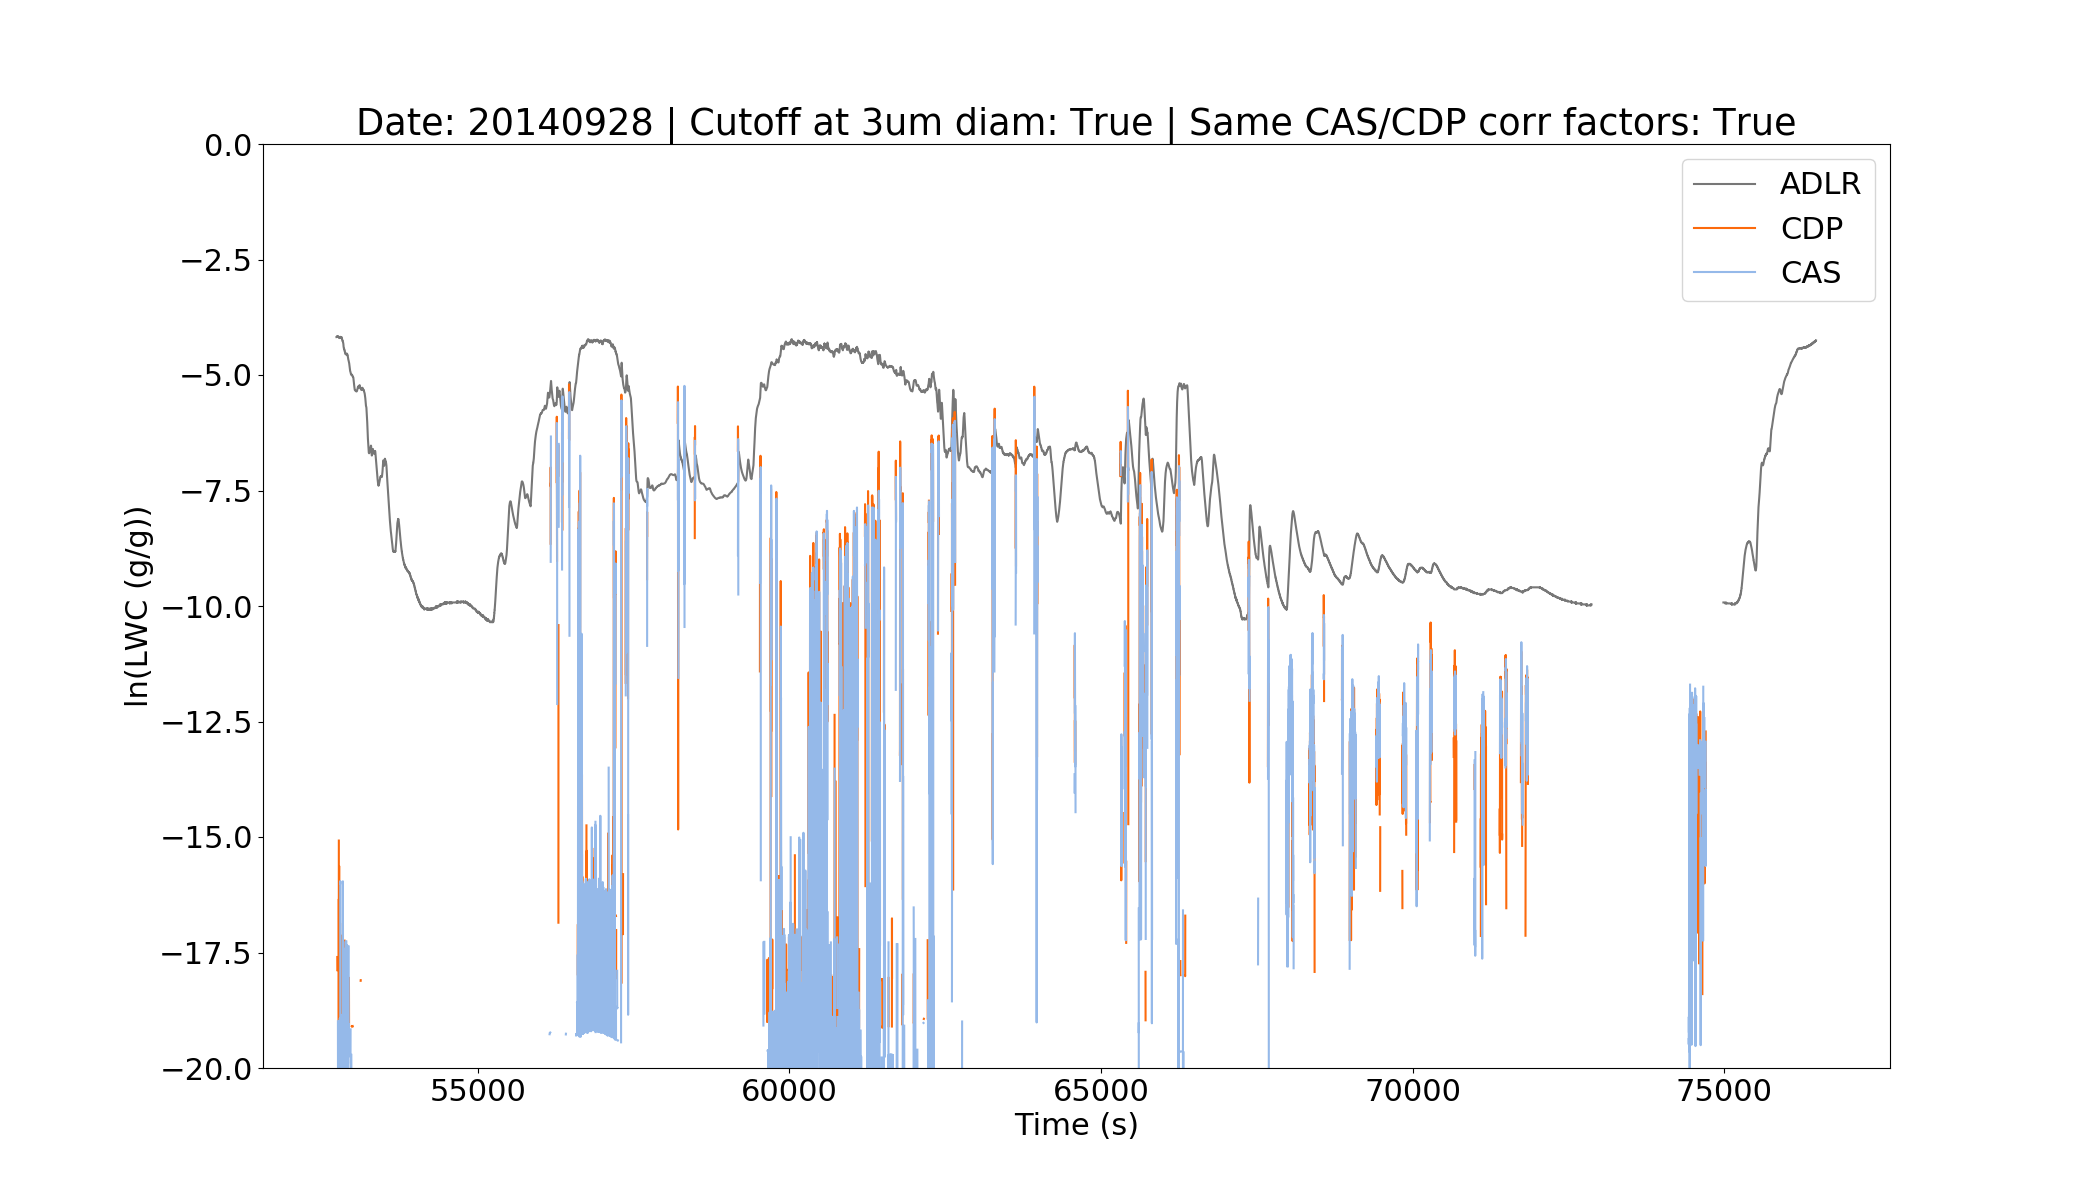 Date: 20140928 | Cutoff at 3um diam: True | Same CAS/CDP corr factors: True
ADLR
CDP
CAS
0.0
−2.5
−5.0
−7.5
−10.0
−12.5
−15.0
−17.5
−20.0
ln(LWC (g/g))
55000
60000
65000
70000
75000
Time (s)